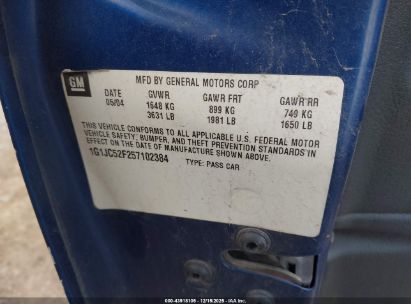 GM
MFD BY GENERAL MOTORS CORP
DATE GVWR GAWR FRT GAWR RR
05/04 1648 KG 899 KG 749 KG
3631 LB 1981 LB 1650 LB
THIS VEHICLE CONFORMS TO ALL APPLICABLE U.S. FEDERAL MOTOR
VEHICLE SAFETY, BUMPER, AND THEFT PREVENTION STANDARDS IN
EFFECT ON THE DATE OF MANUFACTURE SHOWN ABOVE.
1G1JC52F257102384
TYPE: PASS CAR